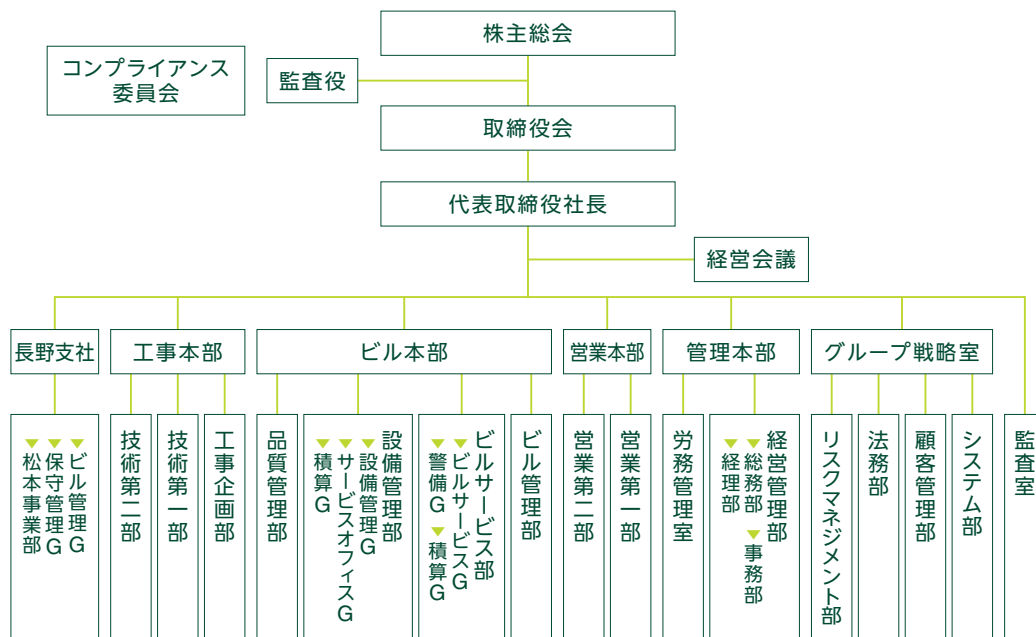 株主総会
コンプライアンス
委員会
監査役
取締役会
代表取締役社長
経営会議
長野支社
工事本部
ビル本部
営業本部
管理本部
グループ戦略室
▼ビル管理G
▼保守管理G
▼松本事業部
技術第二部
技術第一部
工事企画部
品質管理部
設備管理部
▼設備管理G
▼サービスオフィスG
▼積算G
ビルサービス部
▼ビルサービスG
▼警備G ▼積算G
ビル管理部
営業第二部
営業第一部
労務管理室
経営管理部
▼総務部 ▼事務部
▼経理部
リスクマネジメント部
法務部
顧客管理部
システム部
監査室